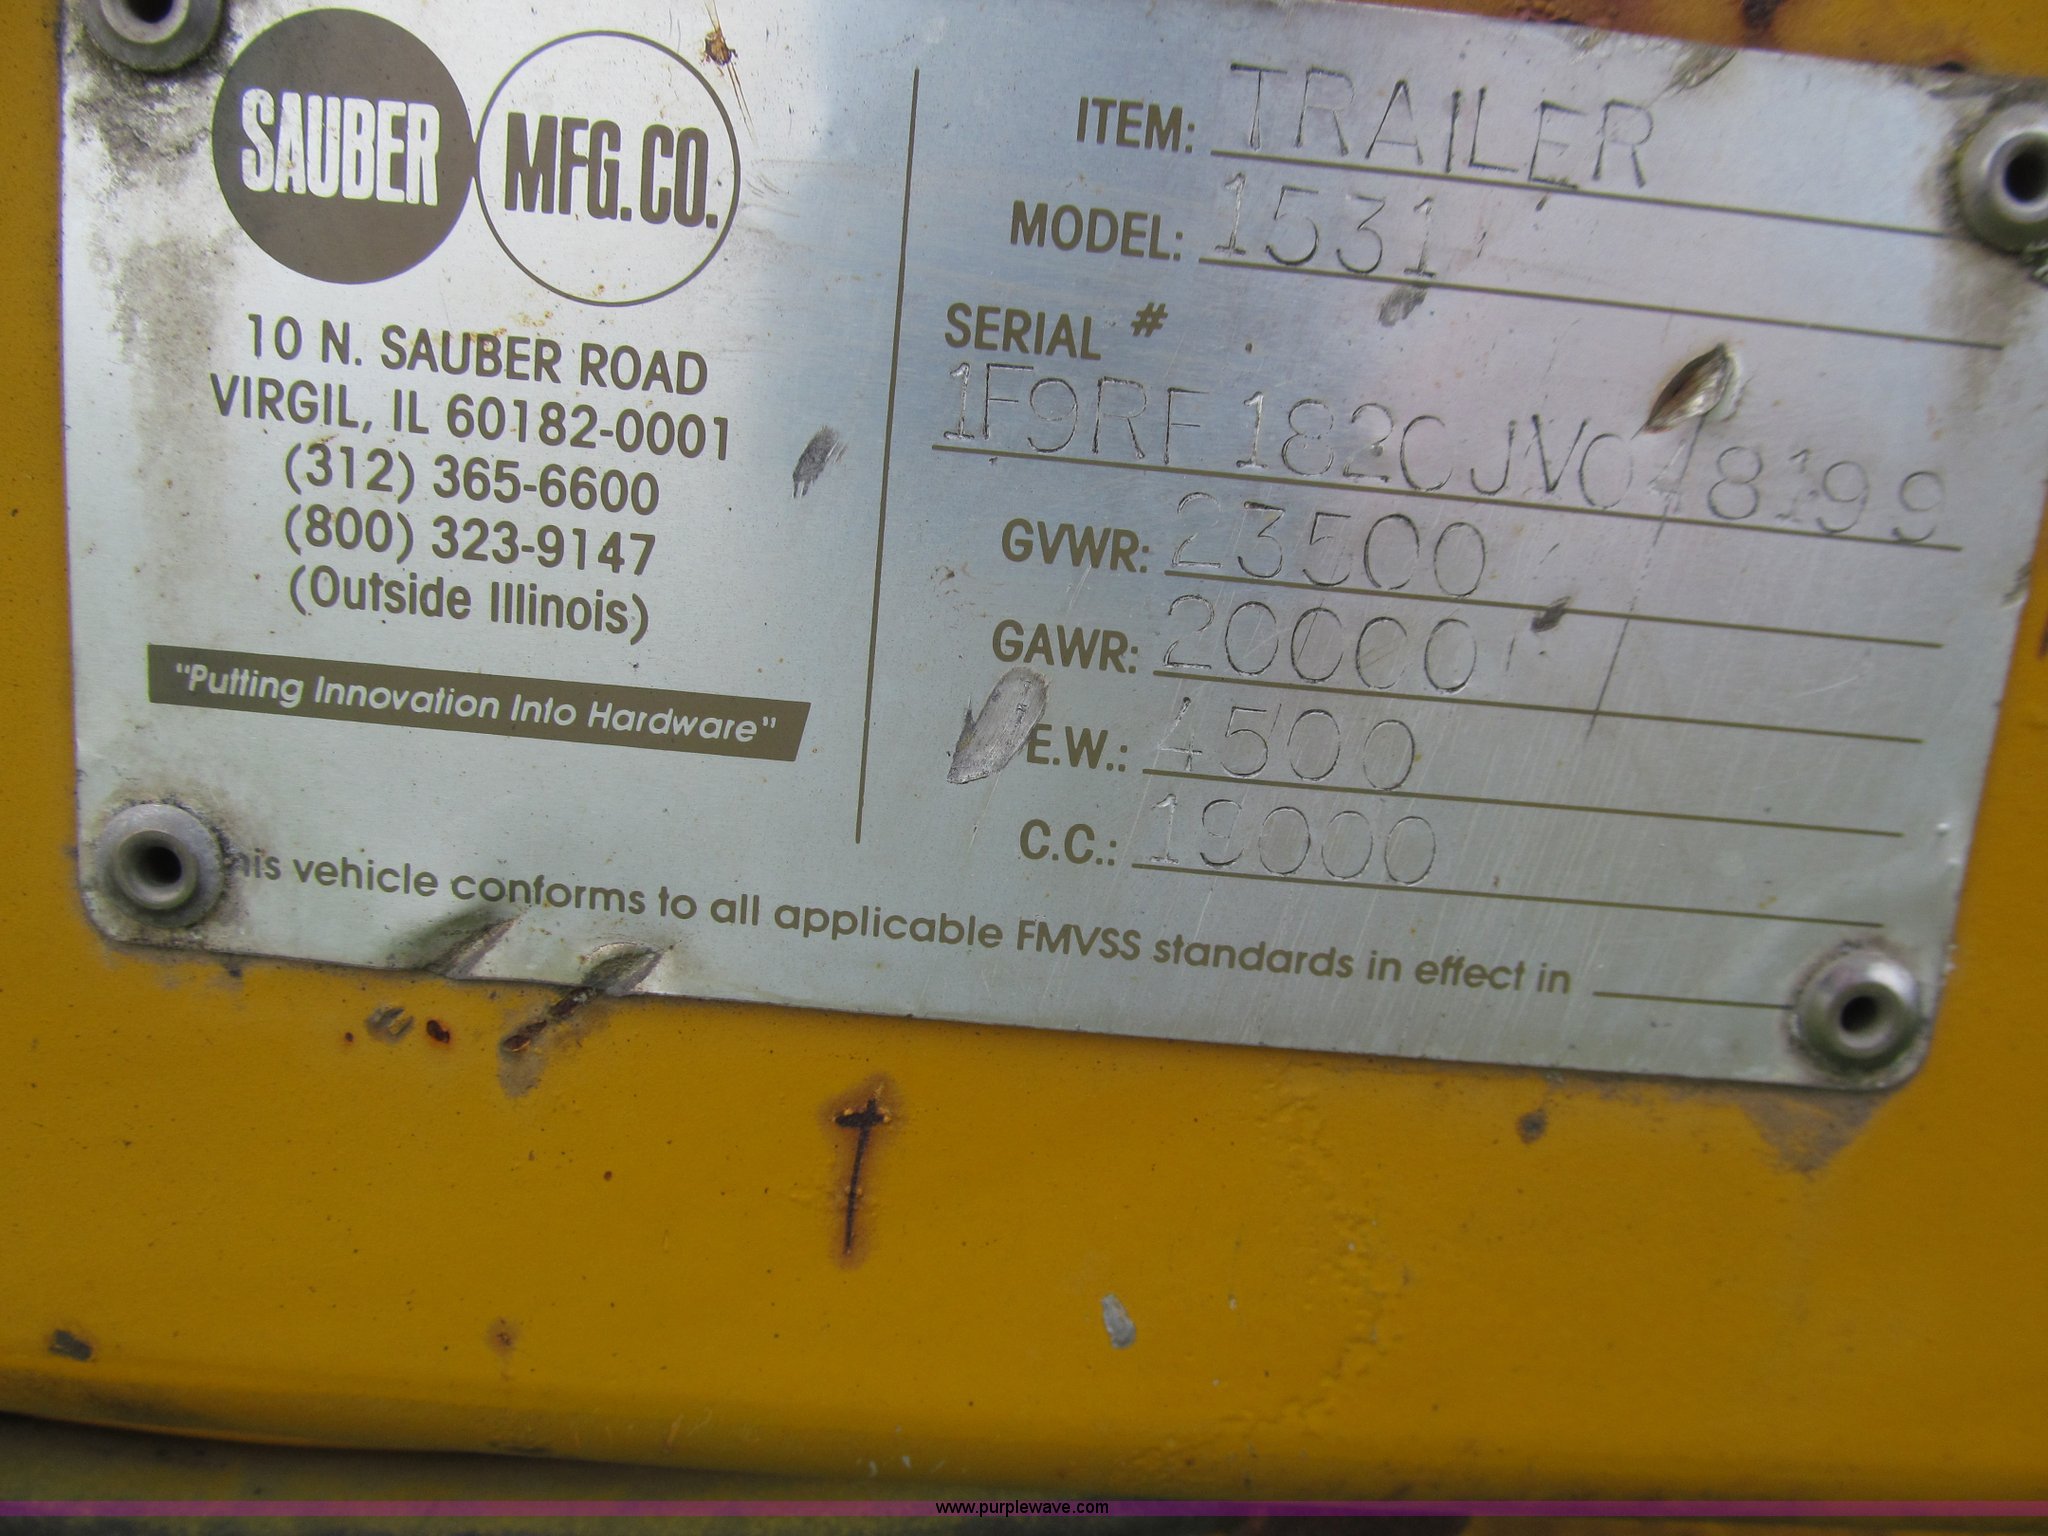 SAUBER MFG. CO.
10 N. SAUBER ROAD
VIRGIL, IL 60182-0001
(312) 365-6600
(800) 323-9147
(Outside Illinois)
"Putting Innovation Into Hardware"
ITEM: TRAILER
MODEL: 1531
SERIAL #
1F9RF182CJV048199
GVWR: 23500
GAWR: 20000
E.W.: 4500
C.C.: 19000
his vehicle conforms to all applicable FMVSS standards in effect in
www.purplewave.com